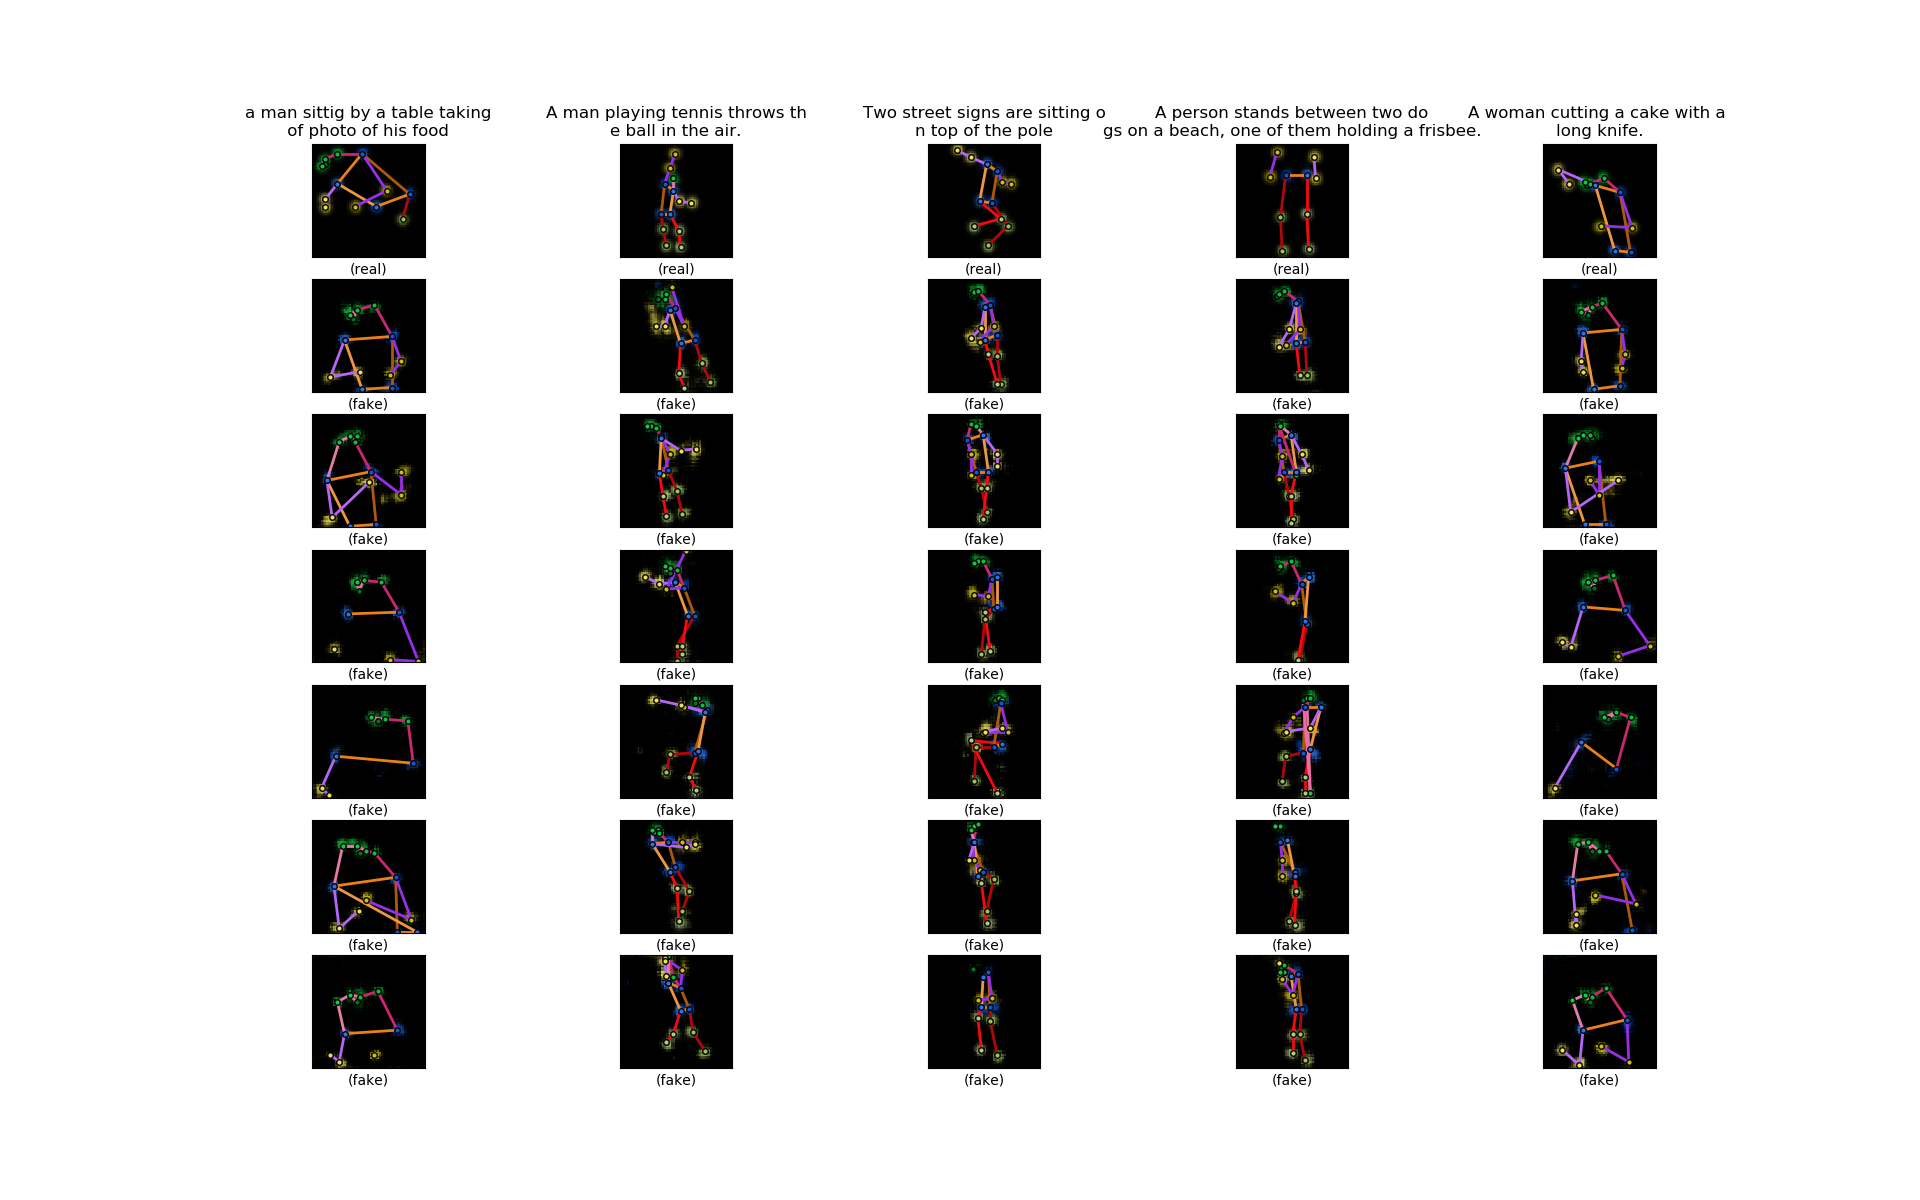 a man sittig by a table taking
of photo of his food
A man playing tennis throws th
e ball in the air.
Two street signs are sitting o
n top of the pole
A person stands between two do
gs on a beach, one of them holding a frisbee.
A woman cutting a cake with a
long knife.
(real) (real) (real) (real) (real)
(fake) (fake) (fake) (fake) (fake)
(fake) (fake) (fake) (fake) (fake)
(fake) (fake) (fake) (fake) (fake)
(fake) (fake) (fake) (fake) (fake)
(fake) (fake) (fake) (fake) (fake)
(fake) (fake) (fake) (fake) (fake)